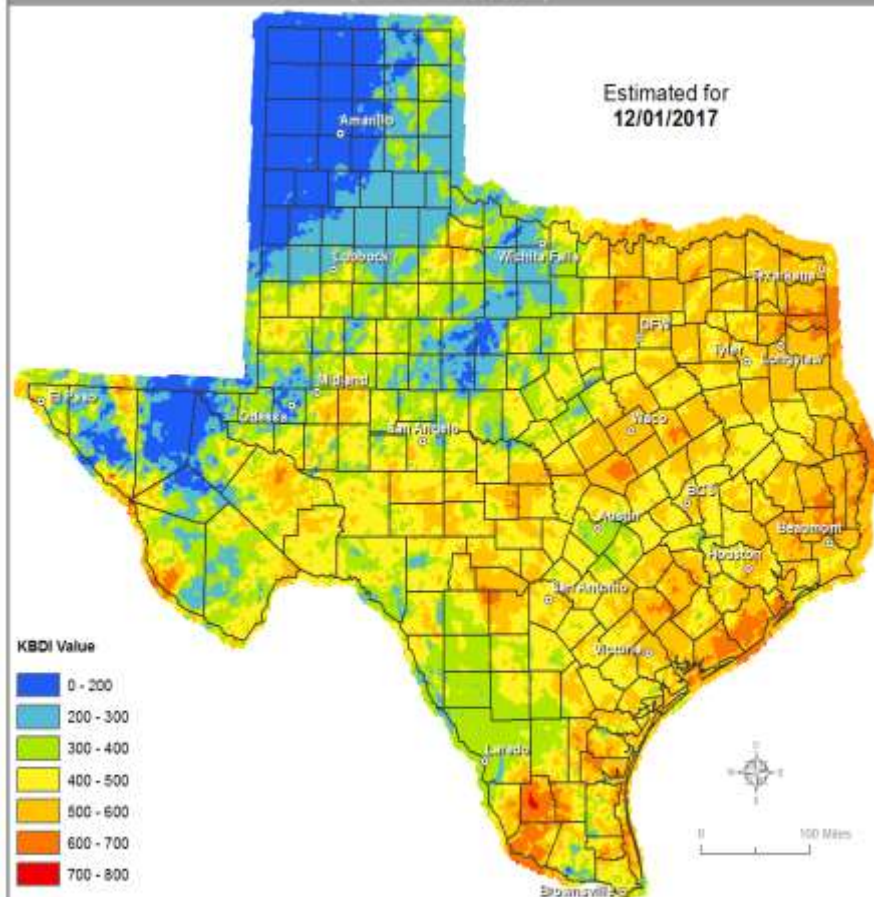 Estimated for
12/01/2017
Amarillo
Lubbock
Wichita Falls
Texarkana
DFW
Tyler
Longview
El Paso
Midland
Odessa
San Angelo
Waco
BCS
Austin
Beaumont
Houston
San Antonio
Victoria
KBDI Value
0 - 200
200 - 300
300 - 400
400 - 500
500 - 600
600 - 700
700 - 800
Laredo
0 100 Miles
Brownsville